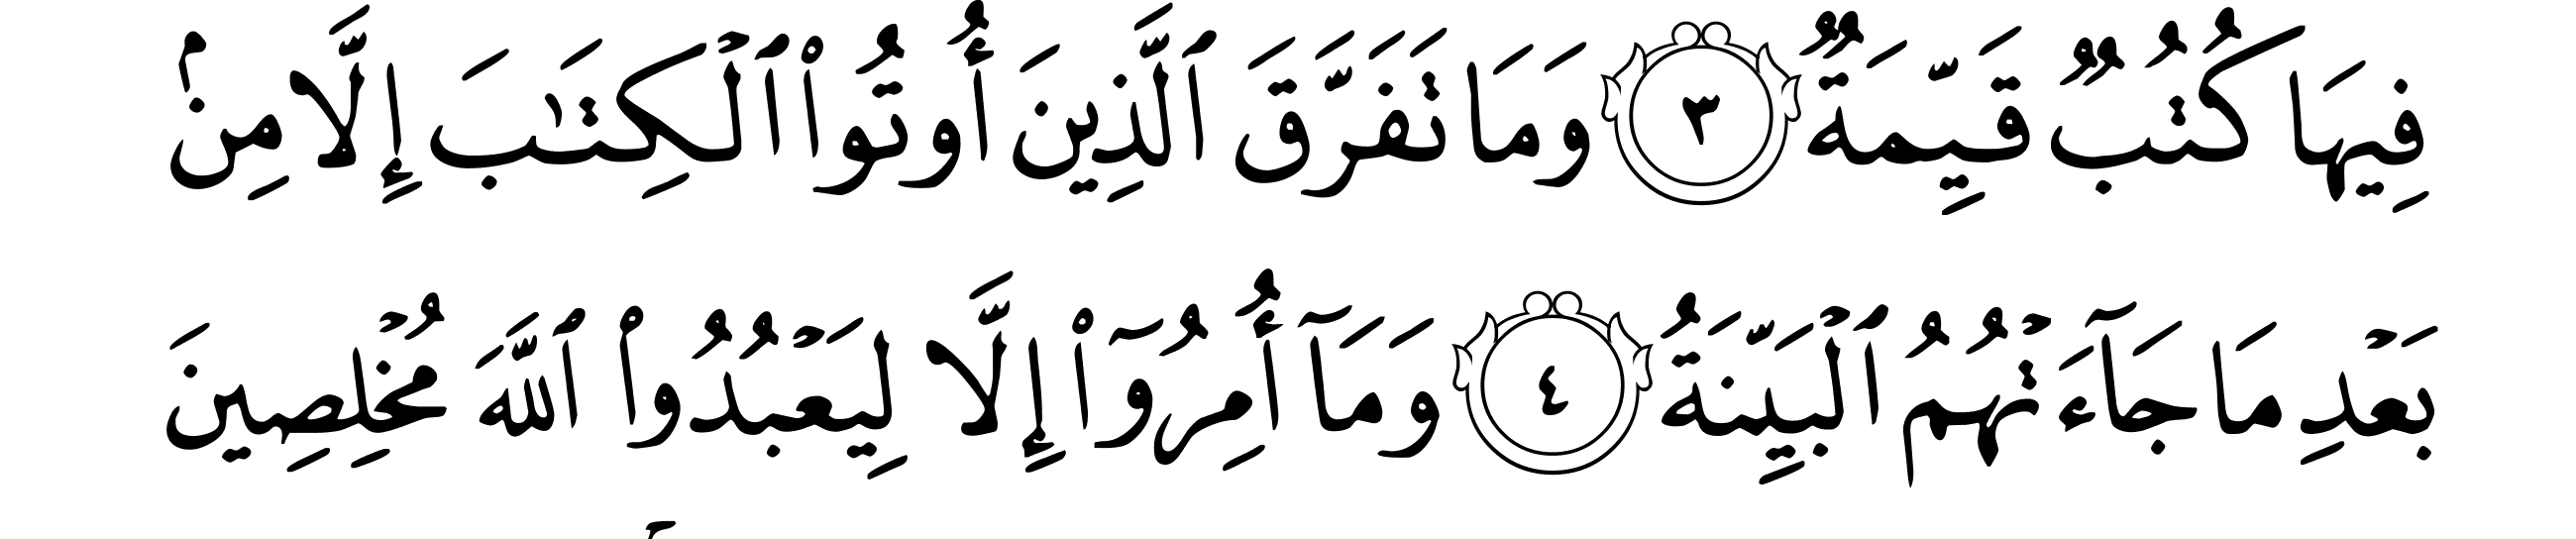 فِيهَا كُتُبٌ قَيِّمَةٌ ٣ وَمَا تَفَرَّقَ ٱلَّذِينَ أُوتُوا۟ ٱلْكِتَـٰبَ إِلَّا مِنۢ
بَعْدِ مَا جَآءَتْهُمُ ٱلْبَيِّنَةُ ٤ وَمَآ أُمِرُوٓا۟ إِلَّا لِيَعْبُدُوا۟ ٱللَّهَ مُخْلِصِينَ